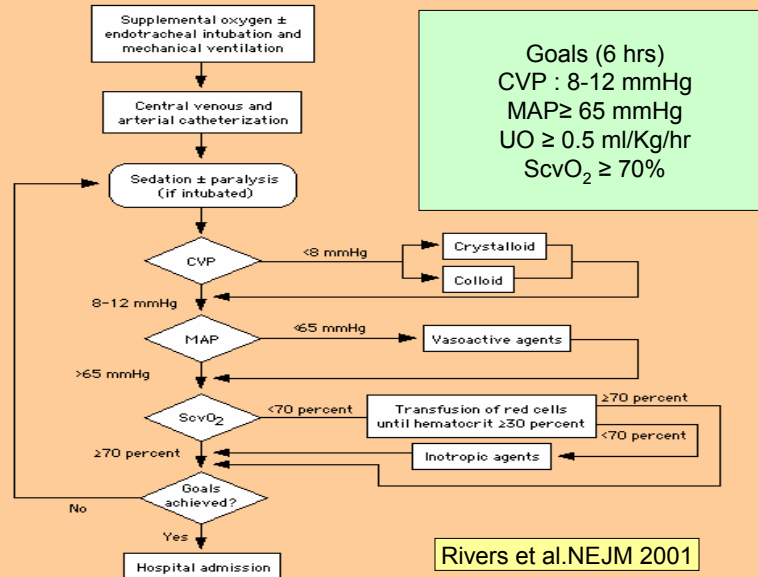 Supplemental oxygen ±
endotracheal intubation and
mechanical ventilation
Goals (6 hrs)
CVP : 8-12 mmHg
MAP≥ 65 mmHg
UO ≥ 0.5 ml/Kg/hr
ScvO₂ ≥ 70%
Central venous and
arterial catheterization
Sedation ± paralysis
(if intubated)
CVP
<8 mmHg
Crystalloid
Colloid
8-12 mmHg
MAP
<65 mmHg
Vasoactive agents
>65 mmHg
ScvO₂
<70 percent
Transfusion of red cells
until hematocrit ≥30 percent
≥70 percent
<70 percent
≥70 percent
Inotropic agents
Goals
achieved?
No
Yes
Hospital admission
Rivers et al.NEJM 2001